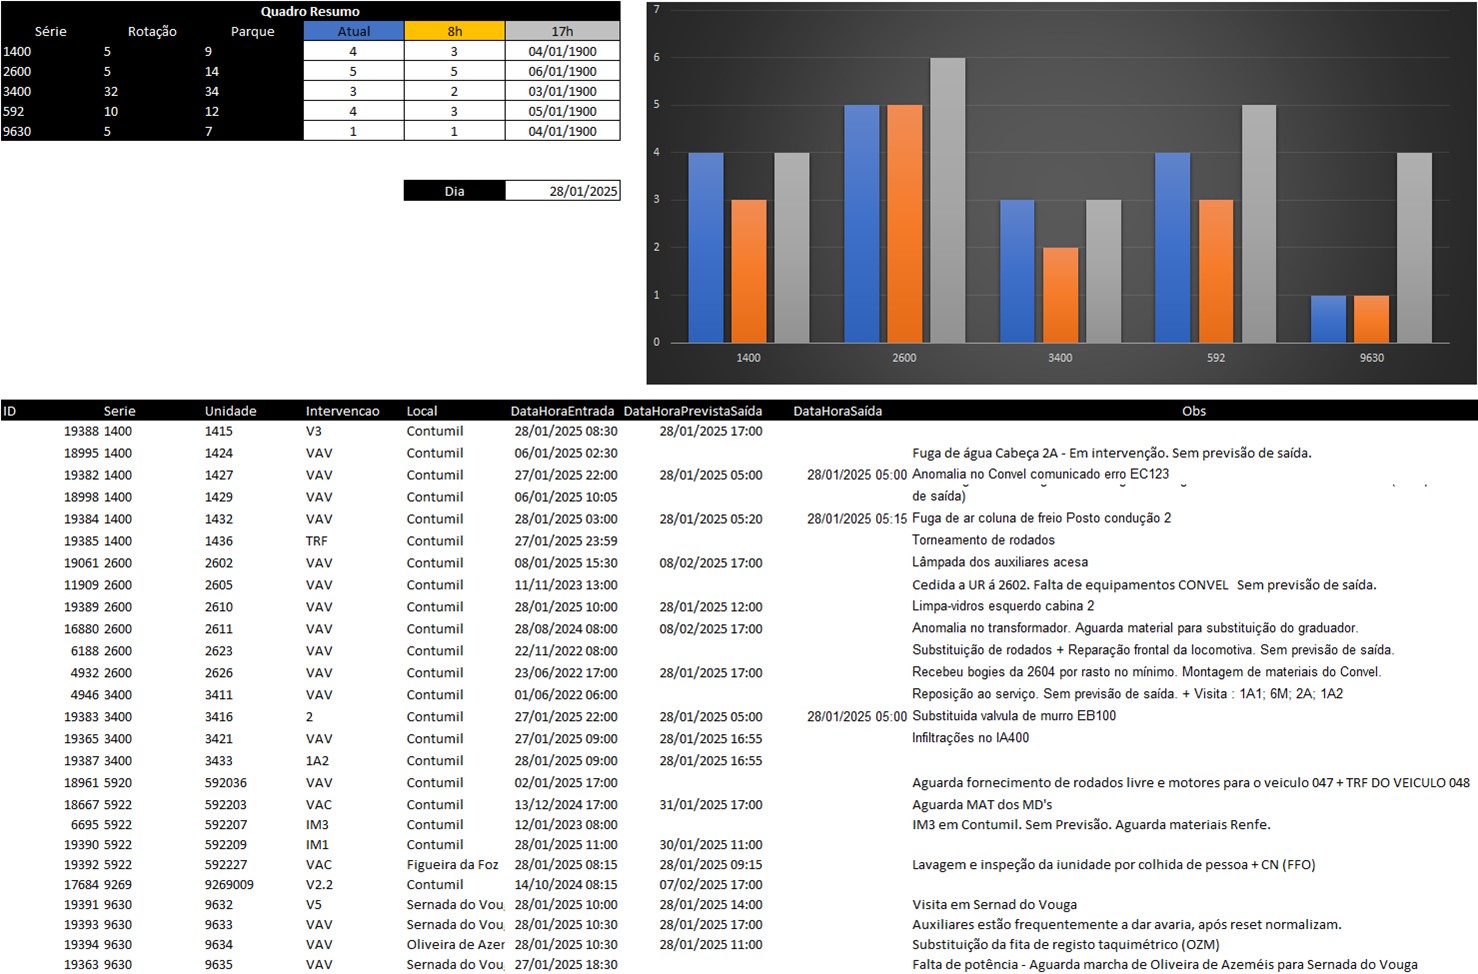 Quadro Resumo
Série Rotação Parque Atual 8h 17h
1400 5 9 4 3 04/01/1900
2600 5 14 5 5 06/01/1900
3400 32 34 3 2 03/01/1900
592 10 12 4 3 05/01/1900
9630 5 7 1 1 04/01/1900
Dia 28/01/2025
7
6
5
4
3
2
1
0
1400 2600 3400 592 9630
ID Serie Unidade Intervencao Local DataHoraEntrada DataHoraPrevistaSaída DataHoraSaída Obs
19388 1400 1415 V3 Contumil 28/01/2025 08:30 28/01/2025 17:00
18995 1400 1424 VAV Contumil 06/01/2025 02:30 Fuga de água Cabeça 2A - Em intervenção. Sem previsão de saída.
19382 1400 1427 VAV Contumil 27/01/2025 22:00 28/01/2025 05:00 28/01/2025 05:00 Anomalia no Convel comunicado erro EC123
18998 1400 1429 VAV Contumil 06/01/2025 10:05 de saída)
19384 1400 1432 VAV Contumil 28/01/2025 03:00 28/01/2025 05:20 28/01/2025 05:15 Fuga de ar coluna de freio Posto condução 2
19385 1400 1436 TRF Contumil 27/01/2025 23:59 Torneamento de rodados
19061 2600 2602 VAV Contumil 08/01/2025 15:30 08/02/2025 17:00 Lâmpada dos auxiliares acesa
11909 2600 2605 VAV Contumil 11/11/2023 13:00 Cedida a UR á 2602. Falta de equipamentos CONVEL Sem previsão de saída.
19389 2600 2610 VAV Contumil 28/01/2025 10:00 28/01/2025 12:00 Limpa-vidros esquerdo cabina 2
16880 2600 2611 VAV Contumil 28/08/2024 08:00 08/02/2025 17:00 Anomalia no transformador. Aguarda material para substituição do graduador.
6188 2600 2623 VAV Contumil 22/11/2022 08:00 Substituição de rodados + Reparação frontal da locomotiva. Sem previsão de saída.
4932 2600 2626 VAV Contumil 23/06/2022 17:00 28/01/2025 17:00 Recebeu bogies da 2604 por rasto no mínimo. Montagem de materiais do Convel.
4946 3400 3411 VAV Contumil 01/06/2022 06:00 Reposição ao serviço. Sem previsão de saída. + Visita : 1A1; 6M; 2A; 1A2
19383 3400 3416 2 Contumil 27/01/2025 22:00 28/01/2025 05:00 28/01/2025 05:00 Substituida valvula de murro EB100
19365 3400 3421 VAV Contumil 27/01/2025 09:00 28/01/2025 16:55 Infiltrações no IA400
19387 3400 3433 1A2 Contumil 28/01/2025 09:00 28/01/2025 16:55
18961 5920 592036 VAV Contumil 02/01/2025 17:00 Aguarda fornecimento de rodados livre e motores para o veiculo 047 + TRF DO VEICULO 048
18667 5922 592203 VAC Contumil 13/12/2024 17:00 31/01/2025 17:00 Aguarda MAT dos MD's
6695 5922 592207 IM3 Contumil 12/01/2023 08:00 IM3 em Contumil. Sem Previsão. Aguarda materiais Renfe.
19390 5922 592209 IM1 Contumil 28/01/2025 11:00 30/01/2025 11:00
19392 5922 592227 VAC Figueira da Foz 28/01/2025 08:15 28/01/2025 09:15 Lavagem e inspeção da iunidade por colhida de pessoa + CN (FFO)
17684 9269 9269009 V2.2 Contumil 14/10/2024 08:15 07/02/2025 17:00
19391 9630 9632 V5 Sernada do Vou 28/01/2025 10:00 28/01/2025 14:00 Visita em Sernad do Vouga
19393 9630 9633 VAV Sernada do Vou 28/01/2025 10:30 28/01/2025 17:00 Auxiliares estão frequentemente a dar avaria, após reset normalizam.
19394 9630 9634 VAV Oliveira de Azer 28/01/2025 10:30 28/01/2025 11:00 Substituição da fita de registo taquimétrico (OZM)
19363 9630 9635 VAV Sernada do Vou 27/01/2025 18:30 Falta de potência - Aguarda marcha de Oliveira de Azeméis para Sernada do Vouga